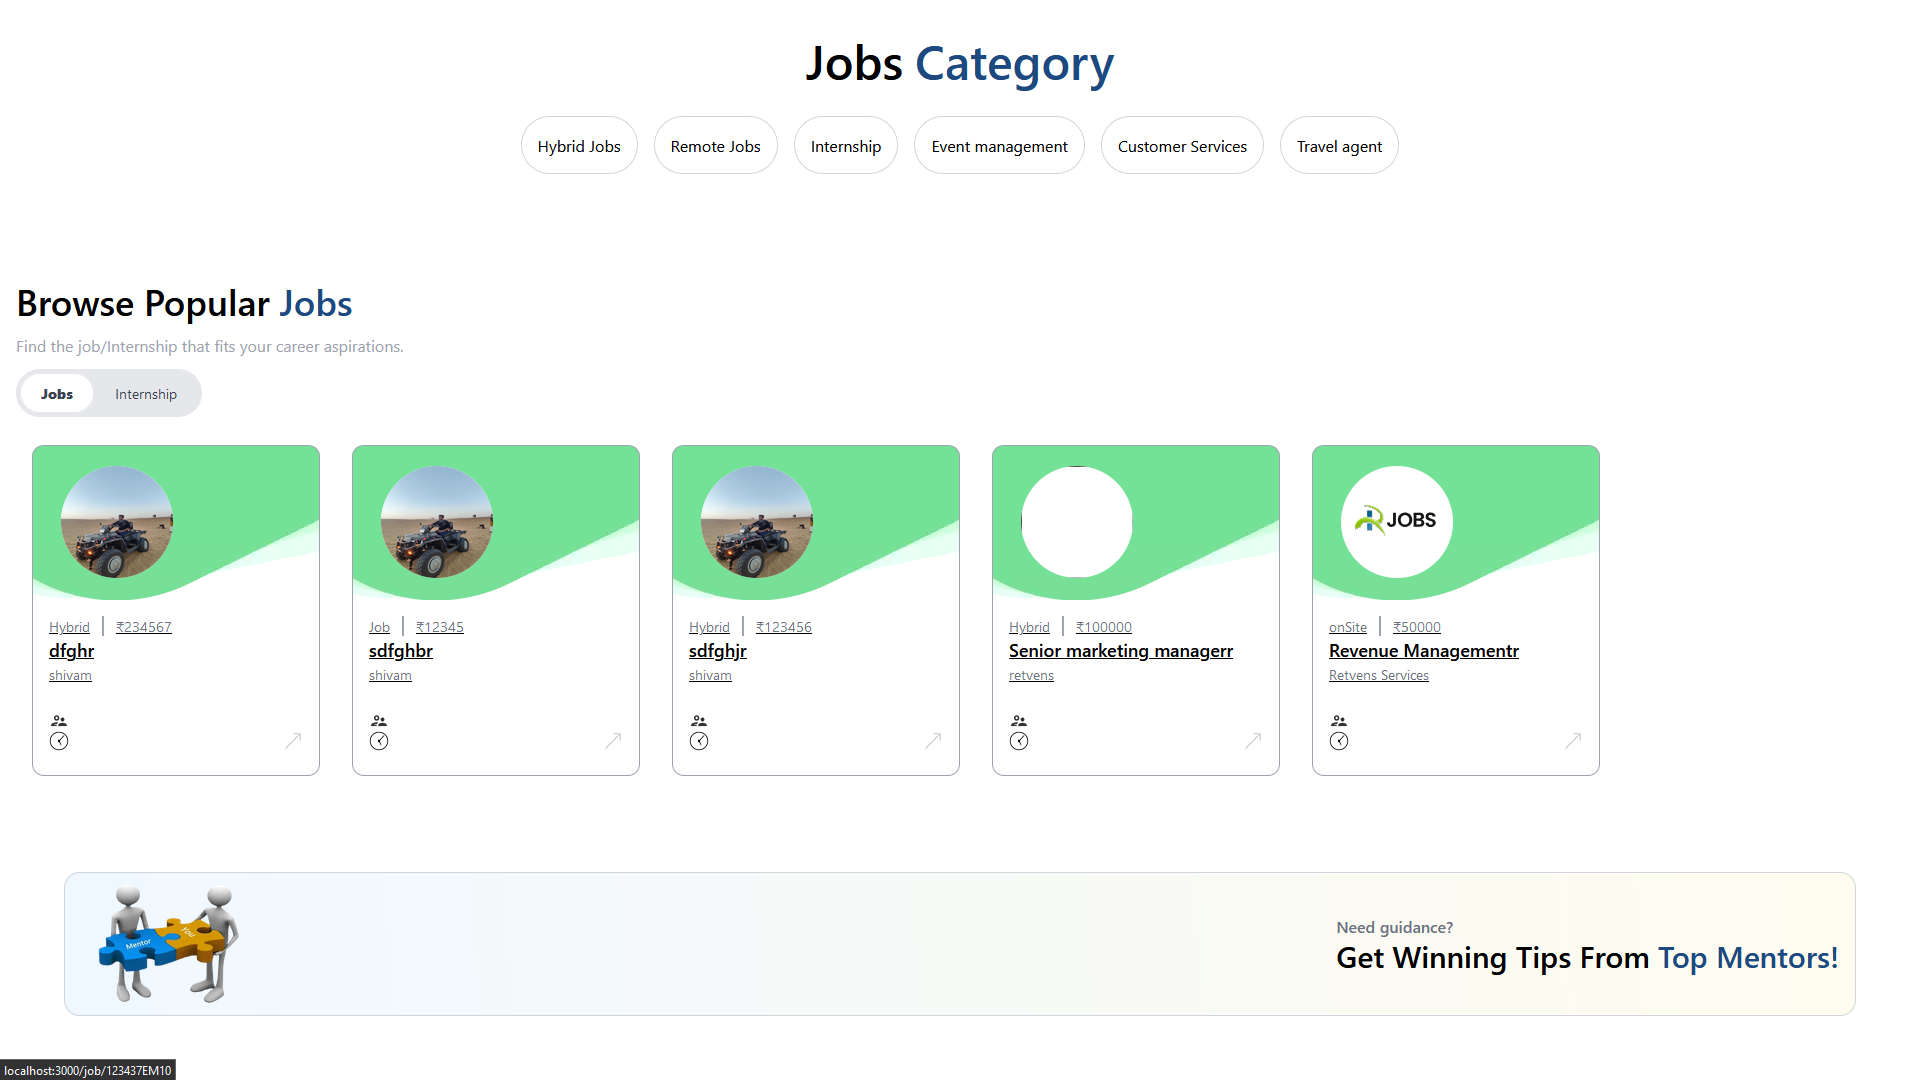 Jobs Category
Hybrid Jobs
Remote Jobs
Internship
Event management
Customer Services
Travel agent
Browse Popular Jobs
Find the job/Internship that fits your career aspirations.
Jobs
Internship
Hybrid | ₹234567
dfghr
shivam
Job | ₹12345
sdfghbr
shivam
Hybrid | ₹123456
sdfghjr
shivam
Hybrid | ₹100000
Senior marketing managerr
retvens
JOBS
onSite | ₹50000
Revenue Managementr
Retvens Services
Mentor
You
Need guidance?
Get Winning Tips From Top Mentors!
localhost:3000/job/123437EM10